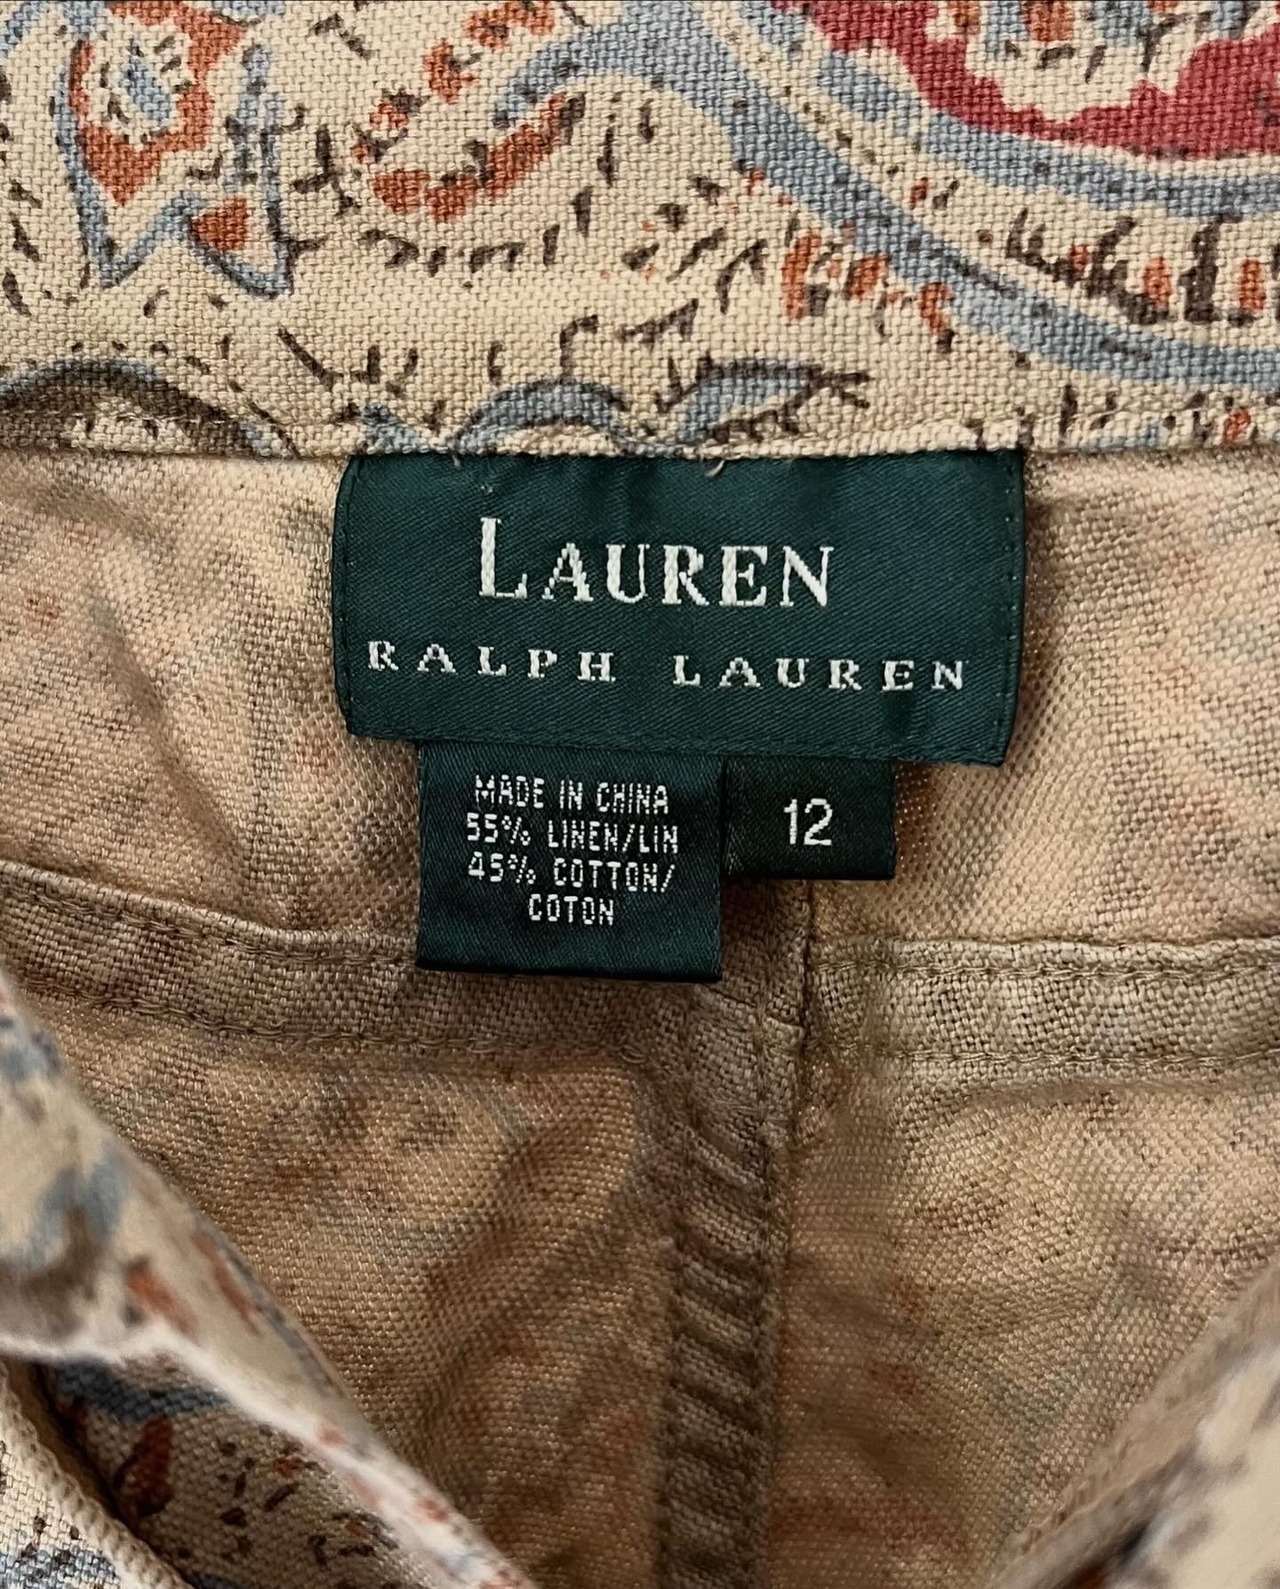 LAUREN
RALPH LAUREN
MADE IN CHINA
55% LINEN/LIN
45% COTTON/
COTON
12